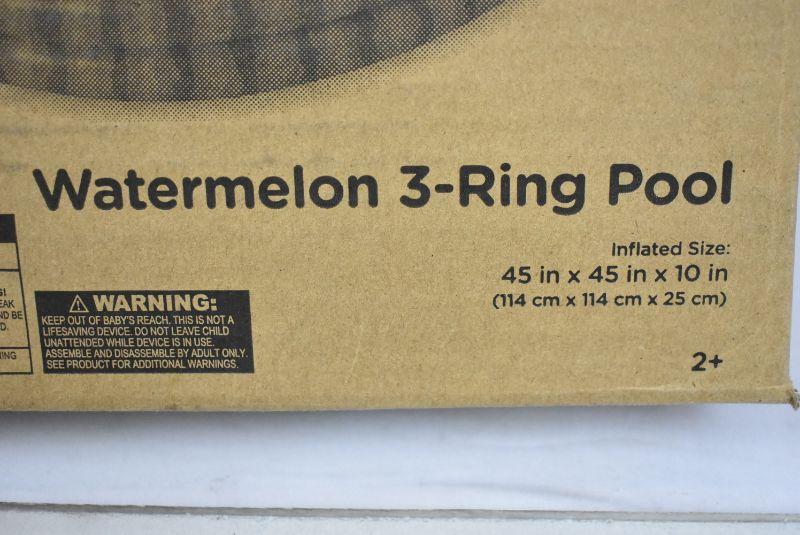 Watermelon 3-Ring Pool
Inflated Size:
45 in x 45 in x 10 in
(114 cm x 114 cm x 25 cm)
2+
⚠ WARNING:
KEEP OUT OF BABY'S REACH. THIS IS NOT A
LIFESAVING DEVICE. DO NOT LEAVE CHILD
UNATTENDED WHILE DEVICE IS IN USE.
ASSEMBLE AND DISASSEMBLE BY ADULT ONLY.
SEE PRODUCT FOR ADDITIONAL WARNINGS.